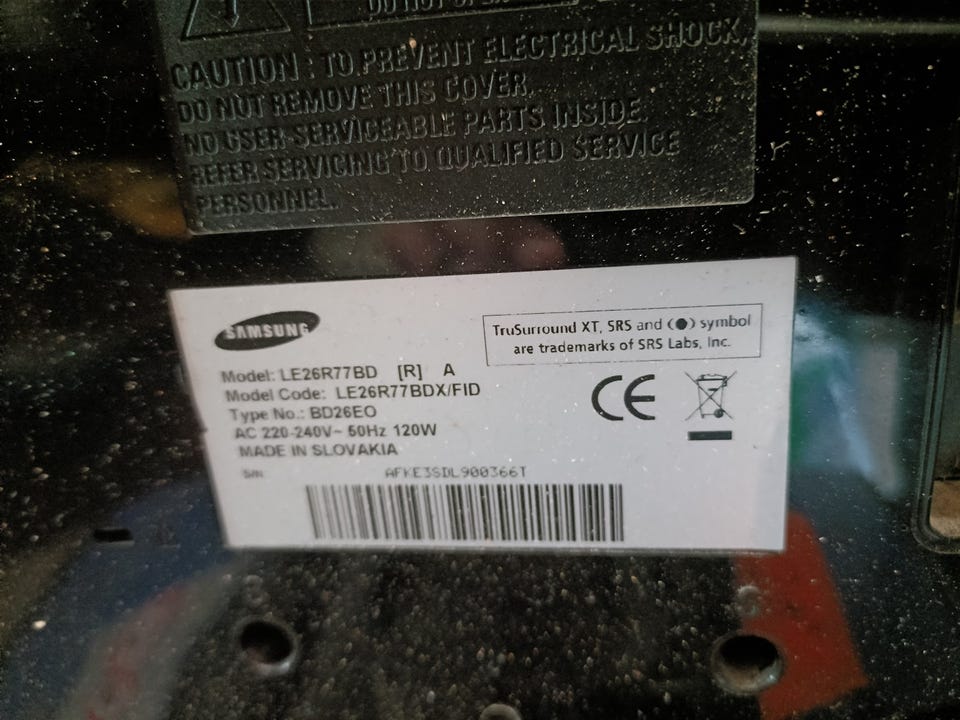 CAUTION : TO PREVENT ELECTRICAL SHOCK,
DO NOT REMOVE THIS COVER.
NO USER-SERVICEABLE PARTS INSIDE.
REFER SERVICING TO QUALIFIED SERVICE
PERSONNEL.
SAMSUNG
TruSurround XT, SRS and (●) symbol
are trademarks of SRS Labs, Inc.
Model: LE26R77BD [R] A
Model Code: LE26R77BDX/FID
Type No.: BD26EO
AC 220-240V~ 50Hz 120W
MADE IN SLOVAKIA
CE
S/N: AFKE3SDL900366T